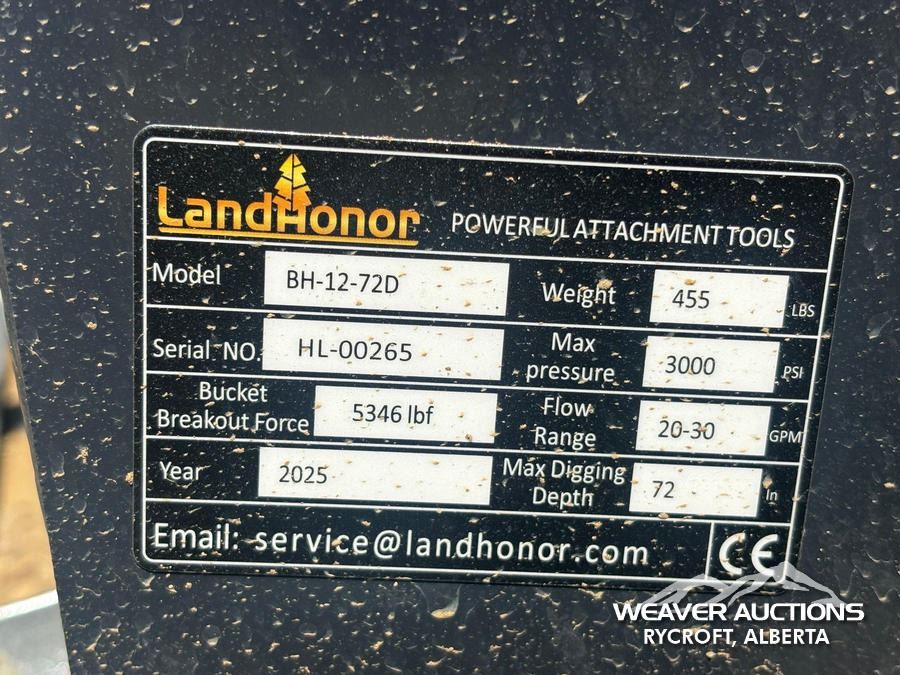 LandHonor POWERFUL ATTACHMENT TOOLS
Model BH-12-72D Weight 455 LBS
Serial NO. HL-00265 Max pressure 3000 PSI
Bucket Breakout Force 5346 lbf Flow Range 20-30 GPM
Year 2025 Max Digging Depth 72 In
Email: service@landhonor.com CE
WEAVER AUCTIONS
RYCROFT, ALBERTA